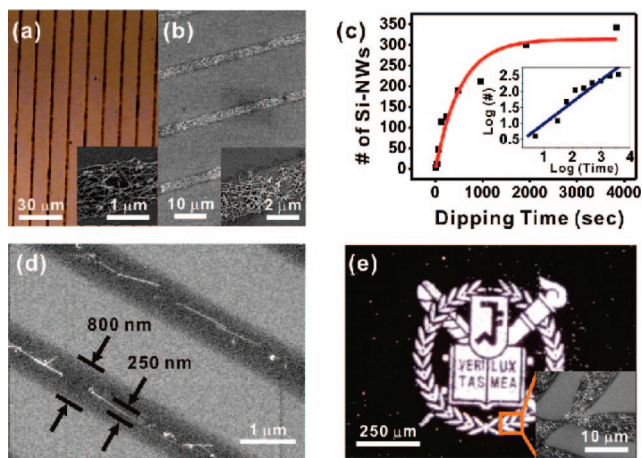 (a)
30 μm
1 μm
(b)
10 μm
2 μm
(c)
# of Si-NWs
350
300
250
200
150
100
50
0
0 1000 2000 3000 4000
Dipping Time (sec)
Log (#)
2.5
2.0
1.5
1.0
0.5
1 2 3 4
Log (Time)
(d)
800 nm
250 nm
1 μm
(e)
VERI LUX
TAS MEA
250 μm
10 μm